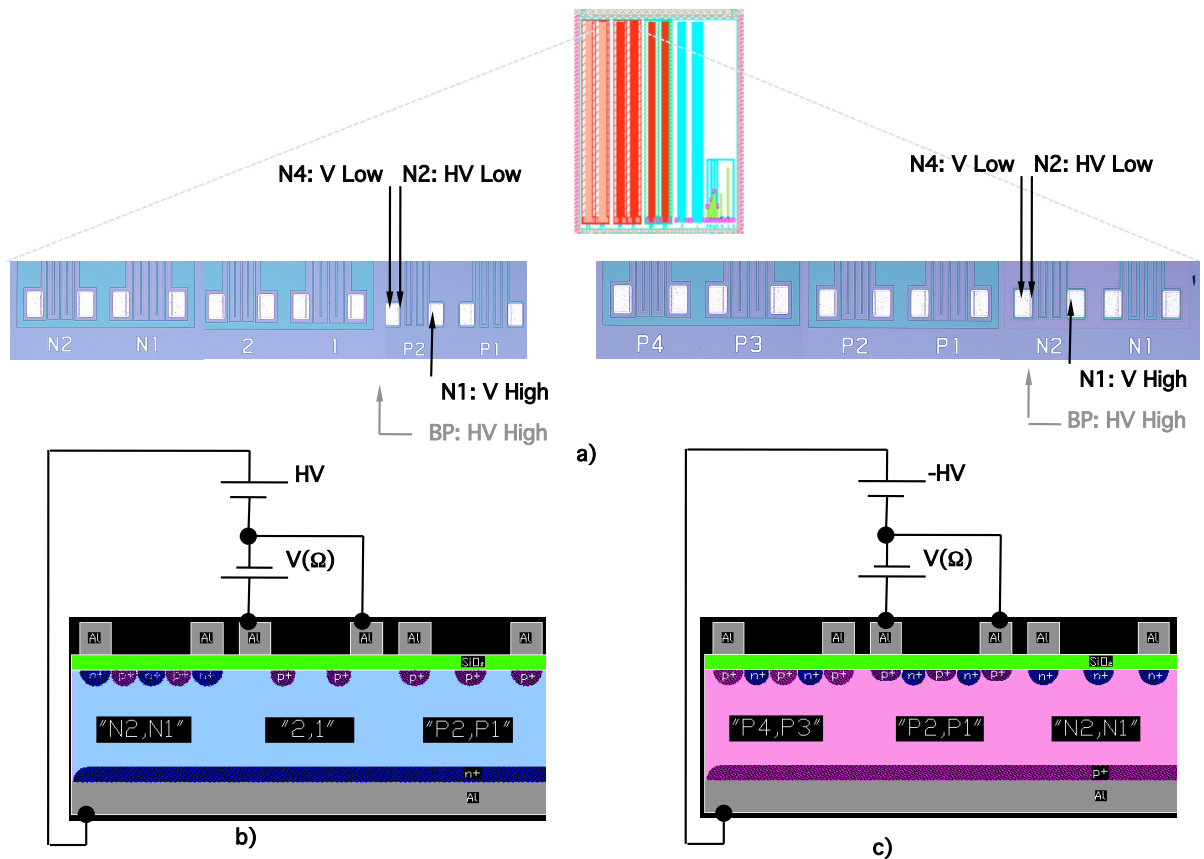 N4: V Low N2: HV Low
N4: V Low N2: HV Low
N2 N1 2 1 P2 P1
P4 P3 P2 P1 N2 N1
N1: V High
BP: HV High
N1: V High
BP: HV High
a)
HV
V(Ω)
Al Al Al Al Al Al
SiO₂
n+ p+ n+ p+ n+ p+ p+ p+ p+ p+
"N2,N1" "2,1" "P2,P1"
n+
Al
b)
-HV
V(Ω)
Al Al Al Al Al Al
SiO₂
p+ n+ p+ n+ p+ p+ n+ p+ n+ p+ n+ n+ n+
"P4,P3" "P2,P1" "N2,N1"
p+
Al
c)